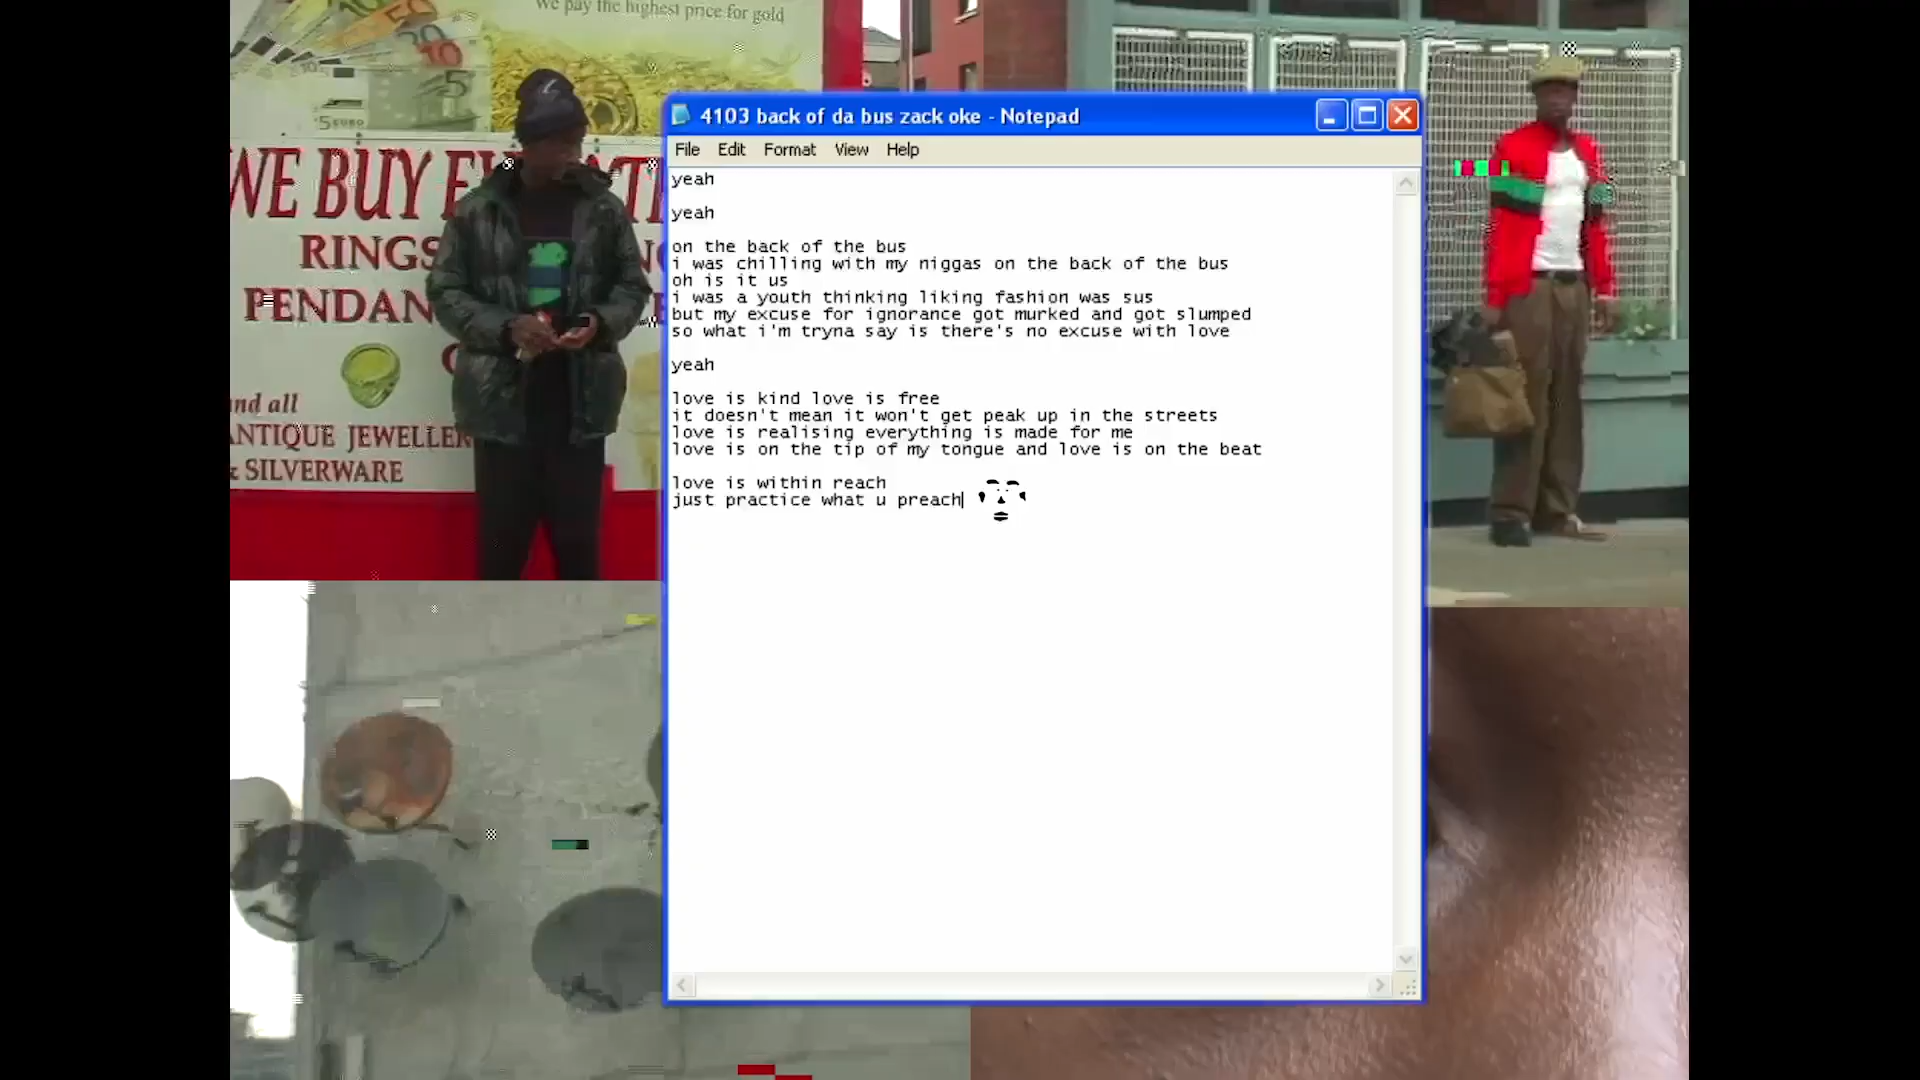 We pay the highest price for gold
WE BUY
RINGS
PENDAN
and all
ANTIQUE JEWELLER
& SILVERWARE
4103 back of da bus zack oke - Notepad
File Edit Format View Help
yeah
yeah
on the back of the bus
i was chilling with my niggas on the back of the bus
oh is it us
i was a youth thinking liking fashion was sus
but my excuse for ignorance got murked and got slumped
so what i'm tryna say is there's no excuse with love
yeah
love is kind love is free
it doesn't mean it won't get peak up in the streets
love is realising everything is made for me
love is on the tip of my tongue and love is on the beat
love is within reach
just practice what u preach